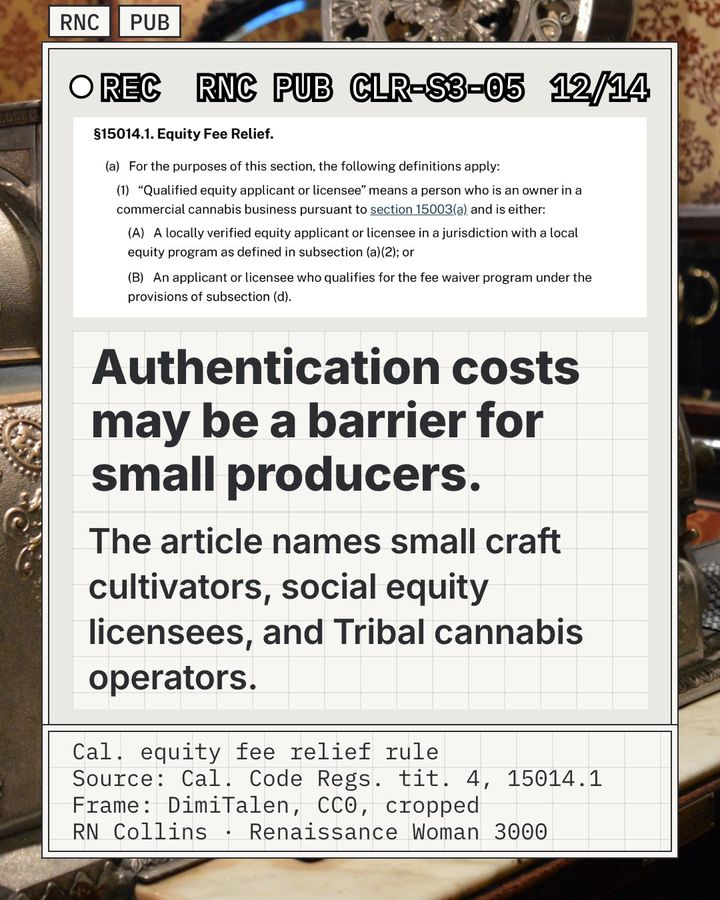 RNC PUB
REC RNC PUB CLR-S3-05 12/14
§15014.1. Equity Fee Relief.
(a) For the purposes of this section, the following definitions apply:
(1) “Qualified equity applicant or licensee” means a person who is an owner in a
commercial cannabis business pursuant to section 15003(a) and is either:
(A) A locally verified equity applicant or licensee in a jurisdiction with a local
equity program as defined in subsection (a)(2); or
(B) An applicant or licensee who qualifies for the fee waiver program under the
provisions of subsection (d).
Authentication costs
may be a barrier for
small producers.
The article names small craft
cultivators, social equity
licensees, and Tribal cannabis
operators.
Cal. equity fee relief rule
Source: Cal. Code Regs. tit. 4, 15014.1
Frame: DimiTalen, CC0, cropped
RN Collins · Renaissance Woman 3000